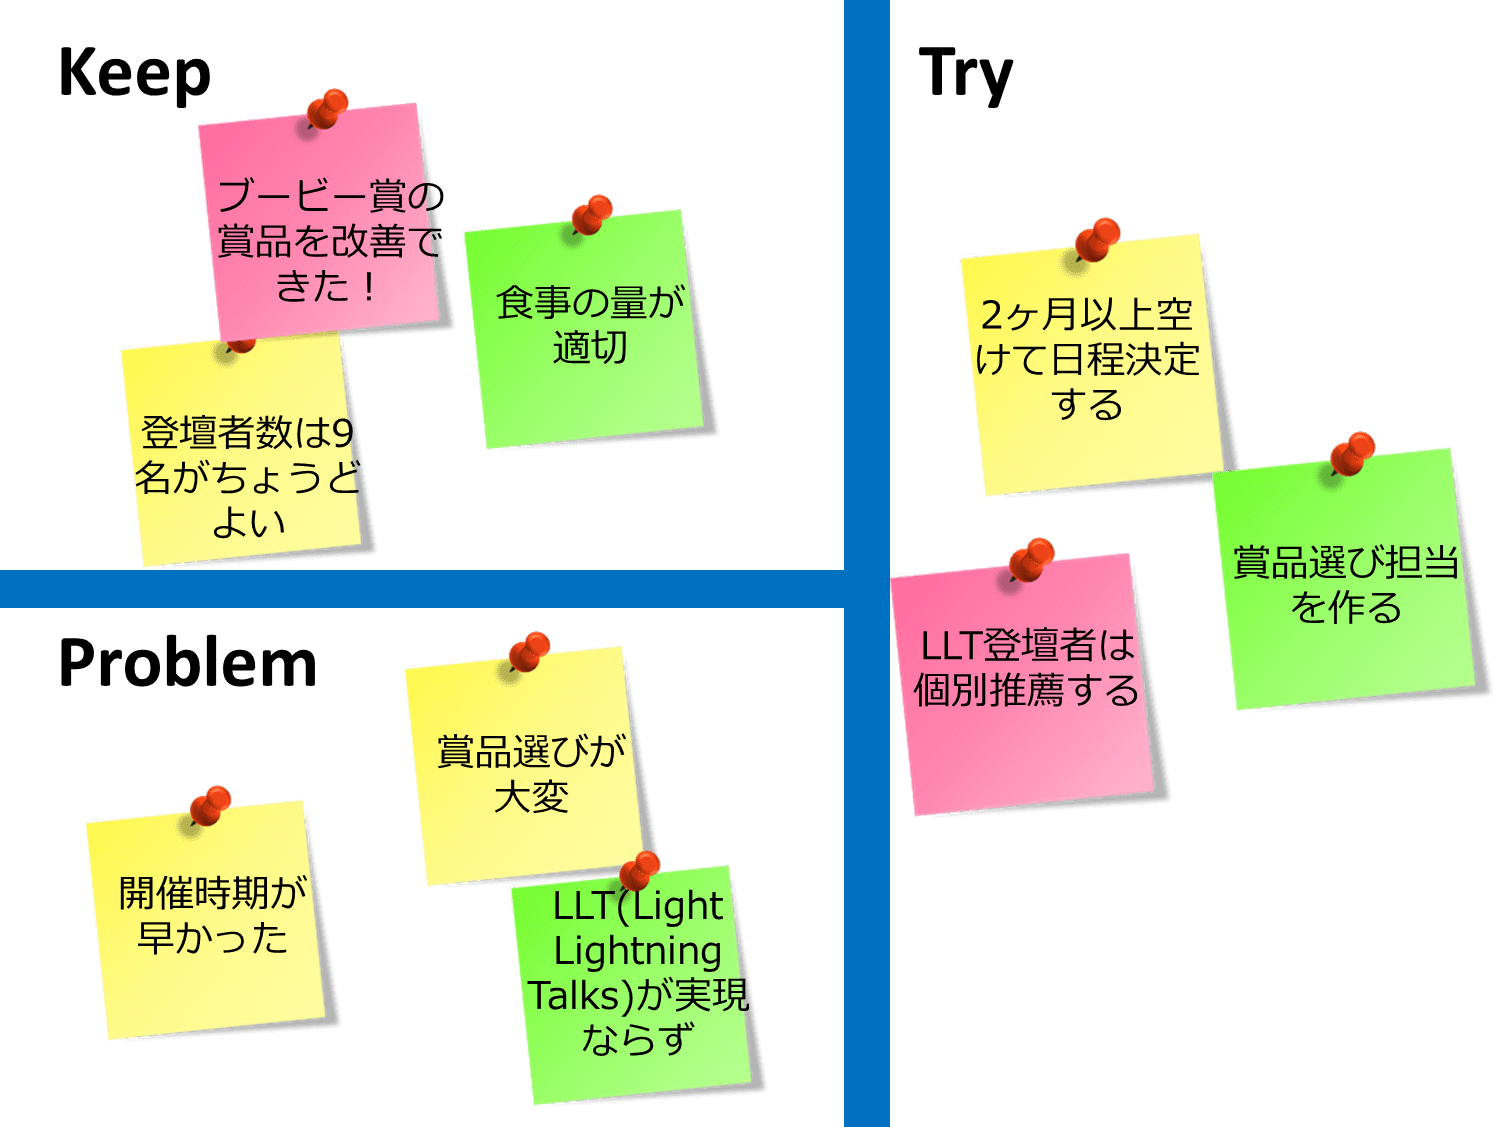 Keep
ブービー賞の
賞品を改善で
きた！
食事の量が
適切
登壇者数は9
名がちょうど
よい
Problem
賞品選びが
大変
開催時期が
早かった
LLT(Light
Lightning
Talks)が実現
ならず
Try
2ヶ月以上空
けて日程決定
する
賞品選び担当
を作る
LLT登壇者は
個別推薦する